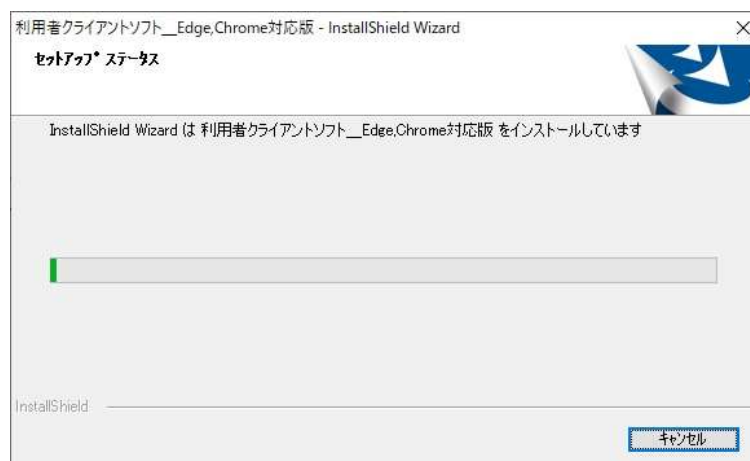 利用者クライアントソフト__Edge,Chrome対応版 - InstallShield Wizard
セットアップ ステータス
InstallShield Wizard は 利用者クライアントソフト__Edge,Chrome対応版 をインストールしています
InstallShield
キャンセル